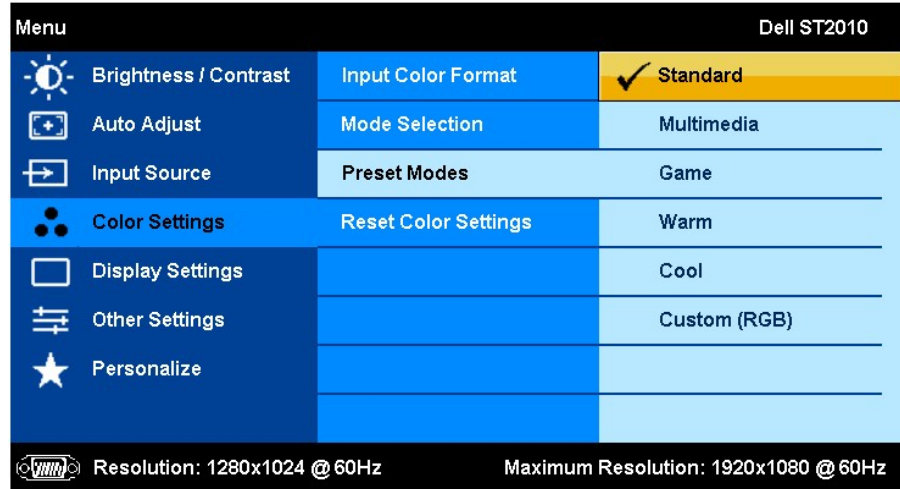 Menu Dell ST2010
Brightness / Contrast Input Color Format Standard
Auto Adjust Mode Selection Multimedia
Input Source Preset Modes Game
Color Settings Reset Color Settings Warm
Display Settings Cool
Other Settings Custom (RGB)
Personalize
Resolution: 1280x1024 @60Hz Maximum Resolution: 1920x1080 @60Hz